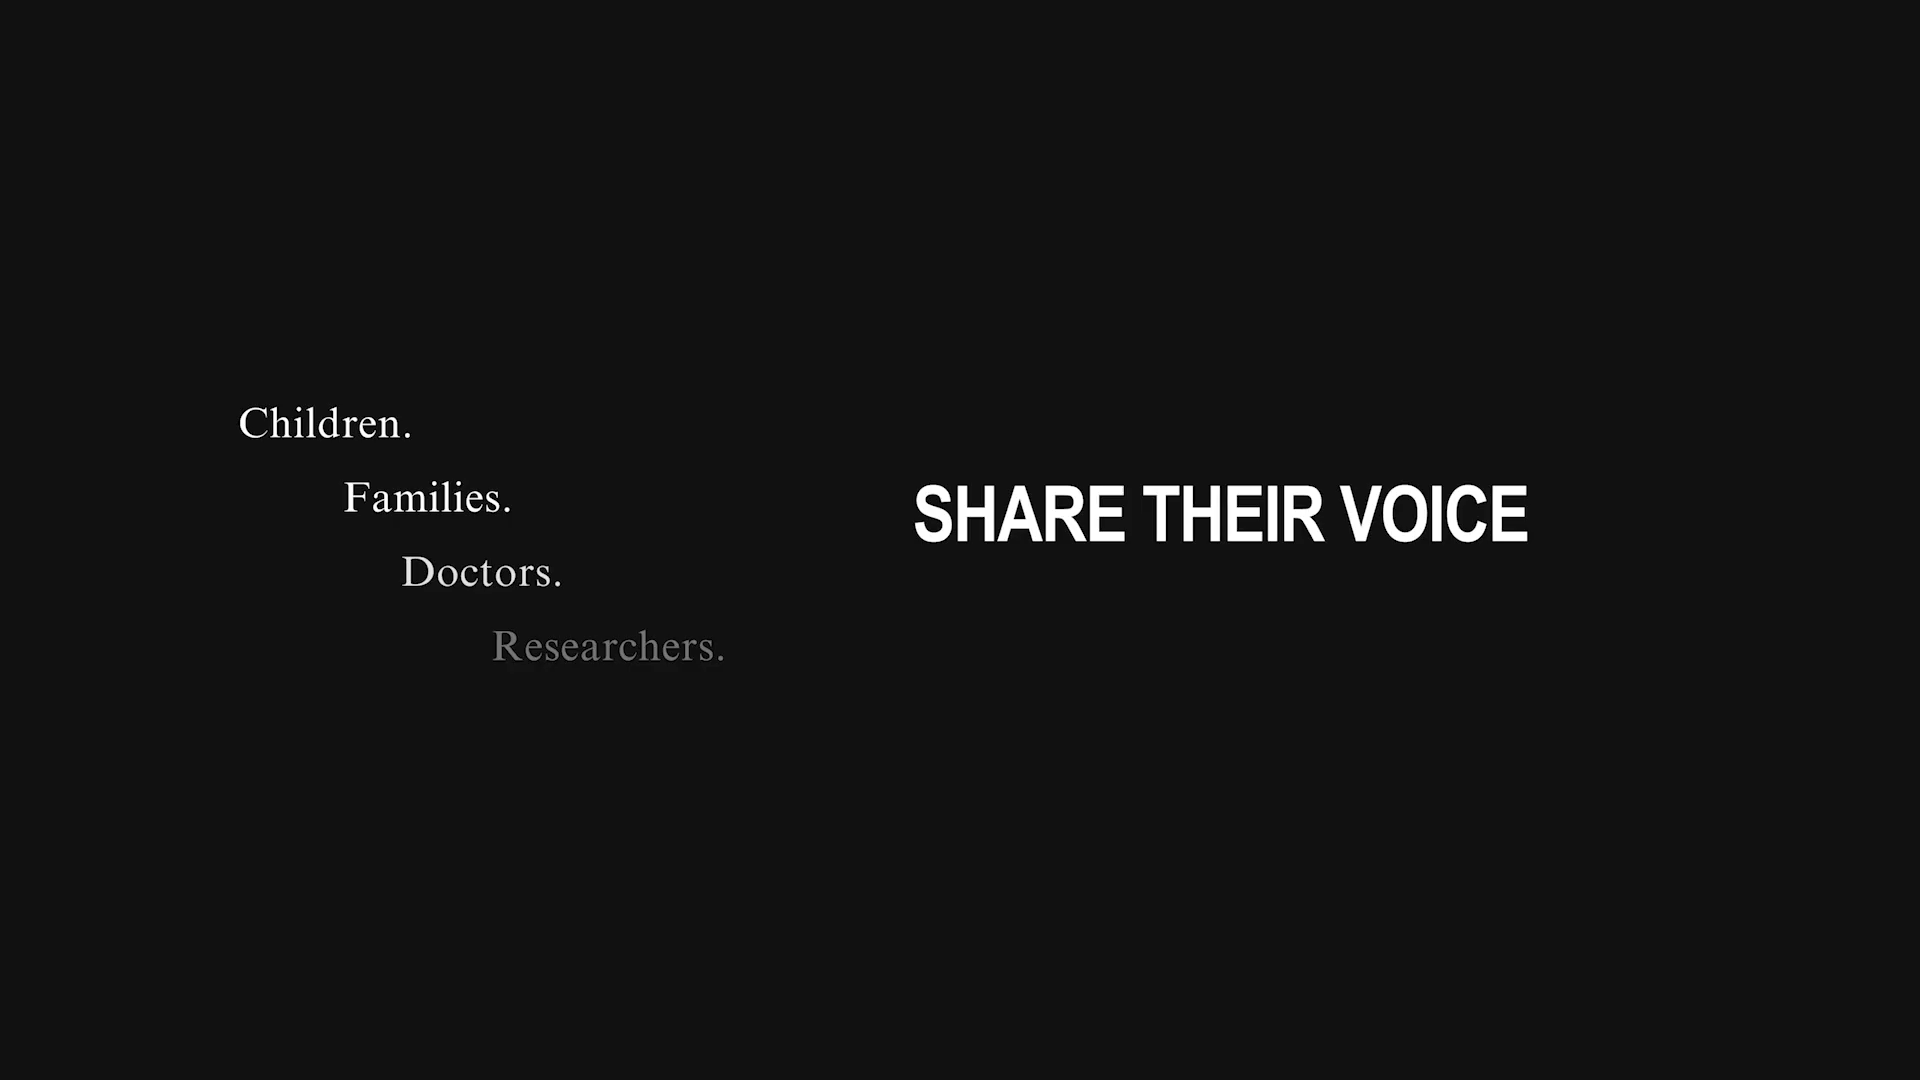 Children.
Families.
Doctors.
Researchers.
SHARE THEIR VOICE